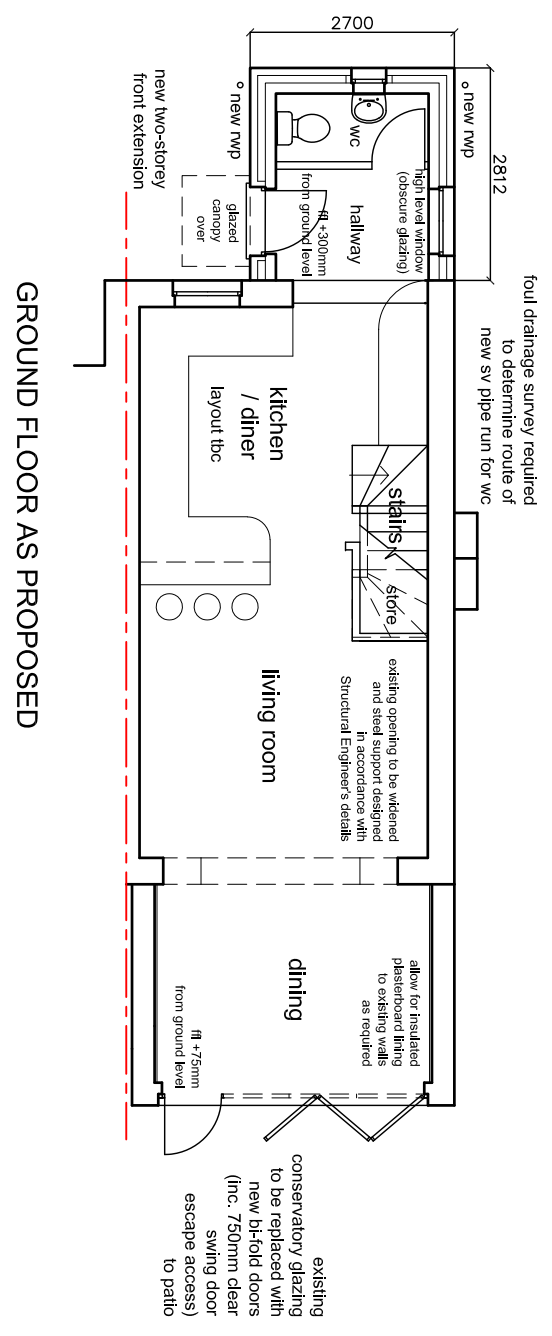 GROUND FLOOR AS PROPOSED
2700
2812
new rwp
new rwp
new two-storey
front extension
wc
high level window
(obscure glazing)
hallway
ffl +300mm
from ground level
glazed
canopy
over
foul drainage survey required
to determine route of
new sv pipe run for wc
kitchen
/ diner
layout tbc
stairs
store
living room
existing opening to be widened
and steel support designed
in accordance with
Structural Engineer's details
dining
allow for insulated
plasterboard lining
to existing walls
as required
ffl +75mm
from ground level
existing
conservatory glazing
to be replaced with
new bi-fold doors
(inc. 750mm clear
swing door
escape access)
to patio